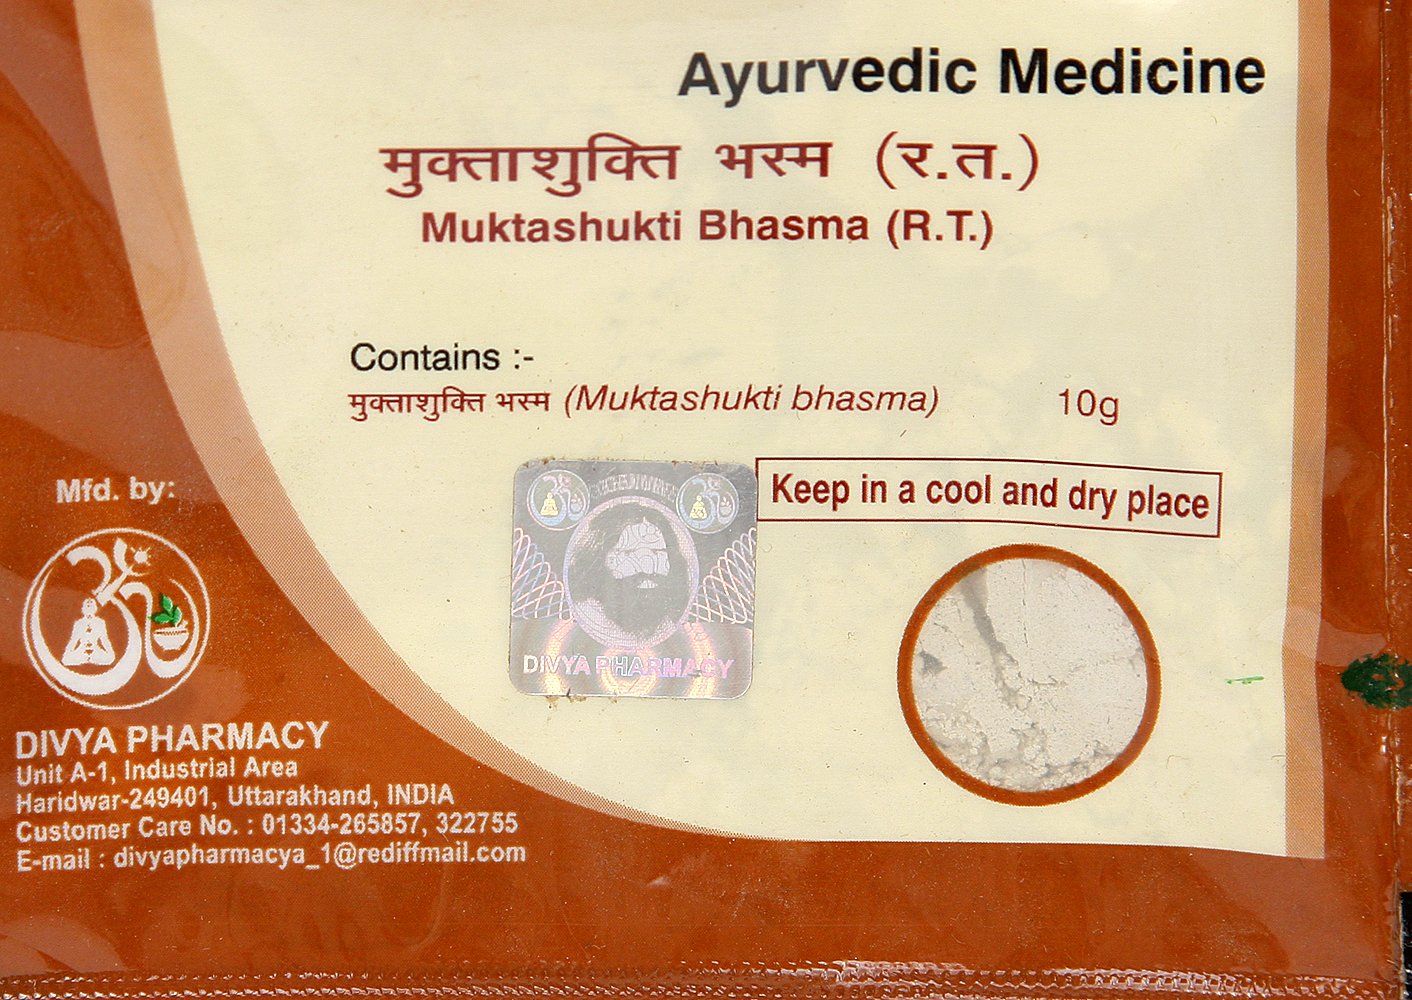 Ayurvedic Medicine
मुक्ताशुक्ति भस्म (र.त.)
Muktashukti Bhasma (R.T.)
Contains :-
मुक्ताशुक्ति भस्म (Muktashukti bhasma) 10g
Keep in a cool and dry place
DIVYA PHARMACY
Mfd. by:
DIVYA PHARMACY
Unit A-1, Industrial Area
Haridwar-249401, Uttarakhand, INDIA
Customer Care No. : 01334-265857, 322755
E-mail : divyapharmacya_1@rediffmail.com